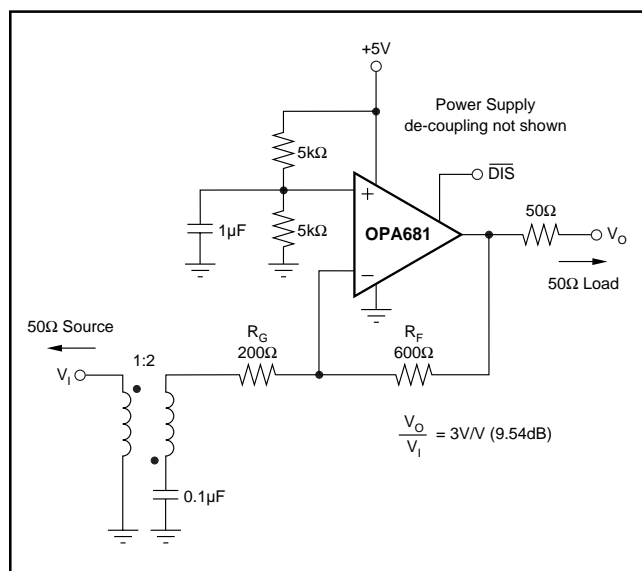 +5V
Power Supply
de-coupling not shown
5kΩ
DIS
+
50Ω
1µF
5kΩ
OPA681
V_O
−
50Ω Load
50Ω Source
R_G
200Ω
R_F
600Ω
1:2
V_I
V_O
V_I
= 3V/V (9.54dB)
0.1µF